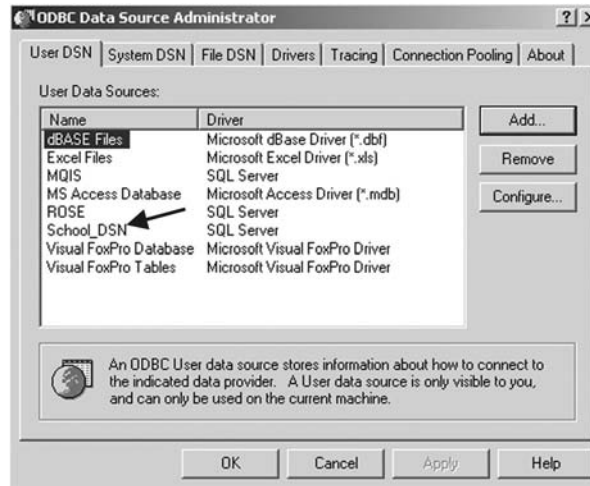 ODBC Data Source Administrator
User DSN System DSN File DSN Drivers Tracing Connection Pooling About
User Data Sources:
Name Driver
dBASE Files Microsoft dBase Driver (*.dbf)
Excel Files Microsoft Excel Driver (*.xls)
MQIS SQL Server
MS Access Database Microsoft Access Driver (*.mdb)
ROSE SQL Server
School_DSN SQL Server
Visual FoxPro Database Microsoft Visual FoxPro Driver
Visual FoxPro Tables Microsoft Visual FoxPro Driver
Add...
Remove
Configure...
An ODBC User data source stores information about how to connect to
the indicated data provider. A User data source is only visible to you,
and can only be used on the current machine.
OK Cancel Apply Help